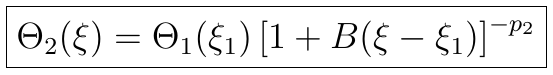 Θ₂(ξ) = Θ₁(ξ₁) [1 + B(ξ − ξ₁)]^{−p₂}